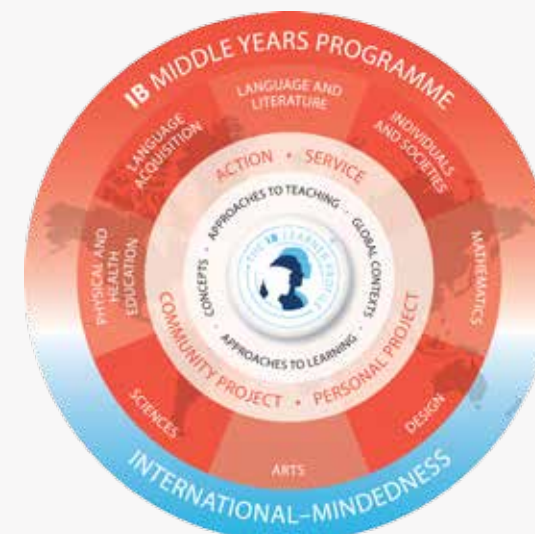 IB MIDDLE YEARS PROGRAMME
LANGUAGE AND
LITERATURE
INDIVIDUALS
AND SOCIETIES
MATHEMATICS
DESIGN
ARTS
SCIENCES
PHYSICAL AND
HEALTH
EDUCATION
LANGUAGE
ACQUISITION
ACTION • SERVICE
PERSONAL PROJECT
COMMUNITY PROJECT •
APPROACHES TO TEACHING ·
GLOBAL CONTEXTS
APPROACHES TO LEARNING ·
CONCEPTS ·
THE IB LEARNER PROFILE
INTERNATIONAL–MINDEDNESS